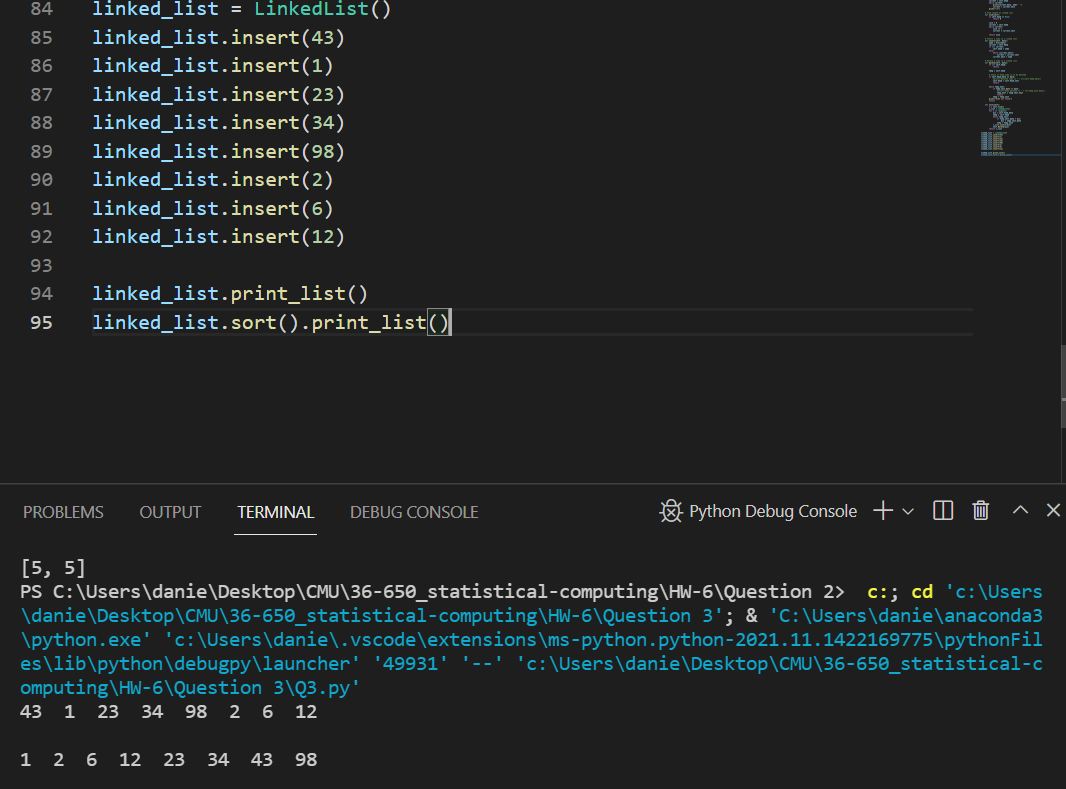 84 linked_list = LinkedList()
85 linked_list.insert(43)
86 linked_list.insert(1)
87 linked_list.insert(23)
88 linked_list.insert(34)
89 linked_list.insert(98)
90 linked_list.insert(2)
91 linked_list.insert(6)
92 linked_list.insert(12)
93
94 linked_list.print_list()
95 linked_list.sort().print_list()
PROBLEMS OUTPUT TERMINAL DEBUG CONSOLE Python Debug Console
[5, 5]
PS C:\Users\danie\Desktop\CMU\36-650_statistical-computing\HW-6\Question 2>  c:; cd 'c:\Users
\danie\Desktop\CMU\36-650_statistical-computing\HW-6\Question 3'; & 'C:\Users\danie\anaconda3
\python.exe' 'c:\Users\danie\.vscode\extensions\ms-python.python-2021.11.1422169775\pythonFil
es\lib\python\debugpy\launcher' '49931' '--' 'c:\Users\danie\Desktop\CMU\36-650_statistical-c
omputing\HW-6\Question 3\Q3.py'
43  1  23  34  98  2  6  12
1  2  6  12  23  34  43  98